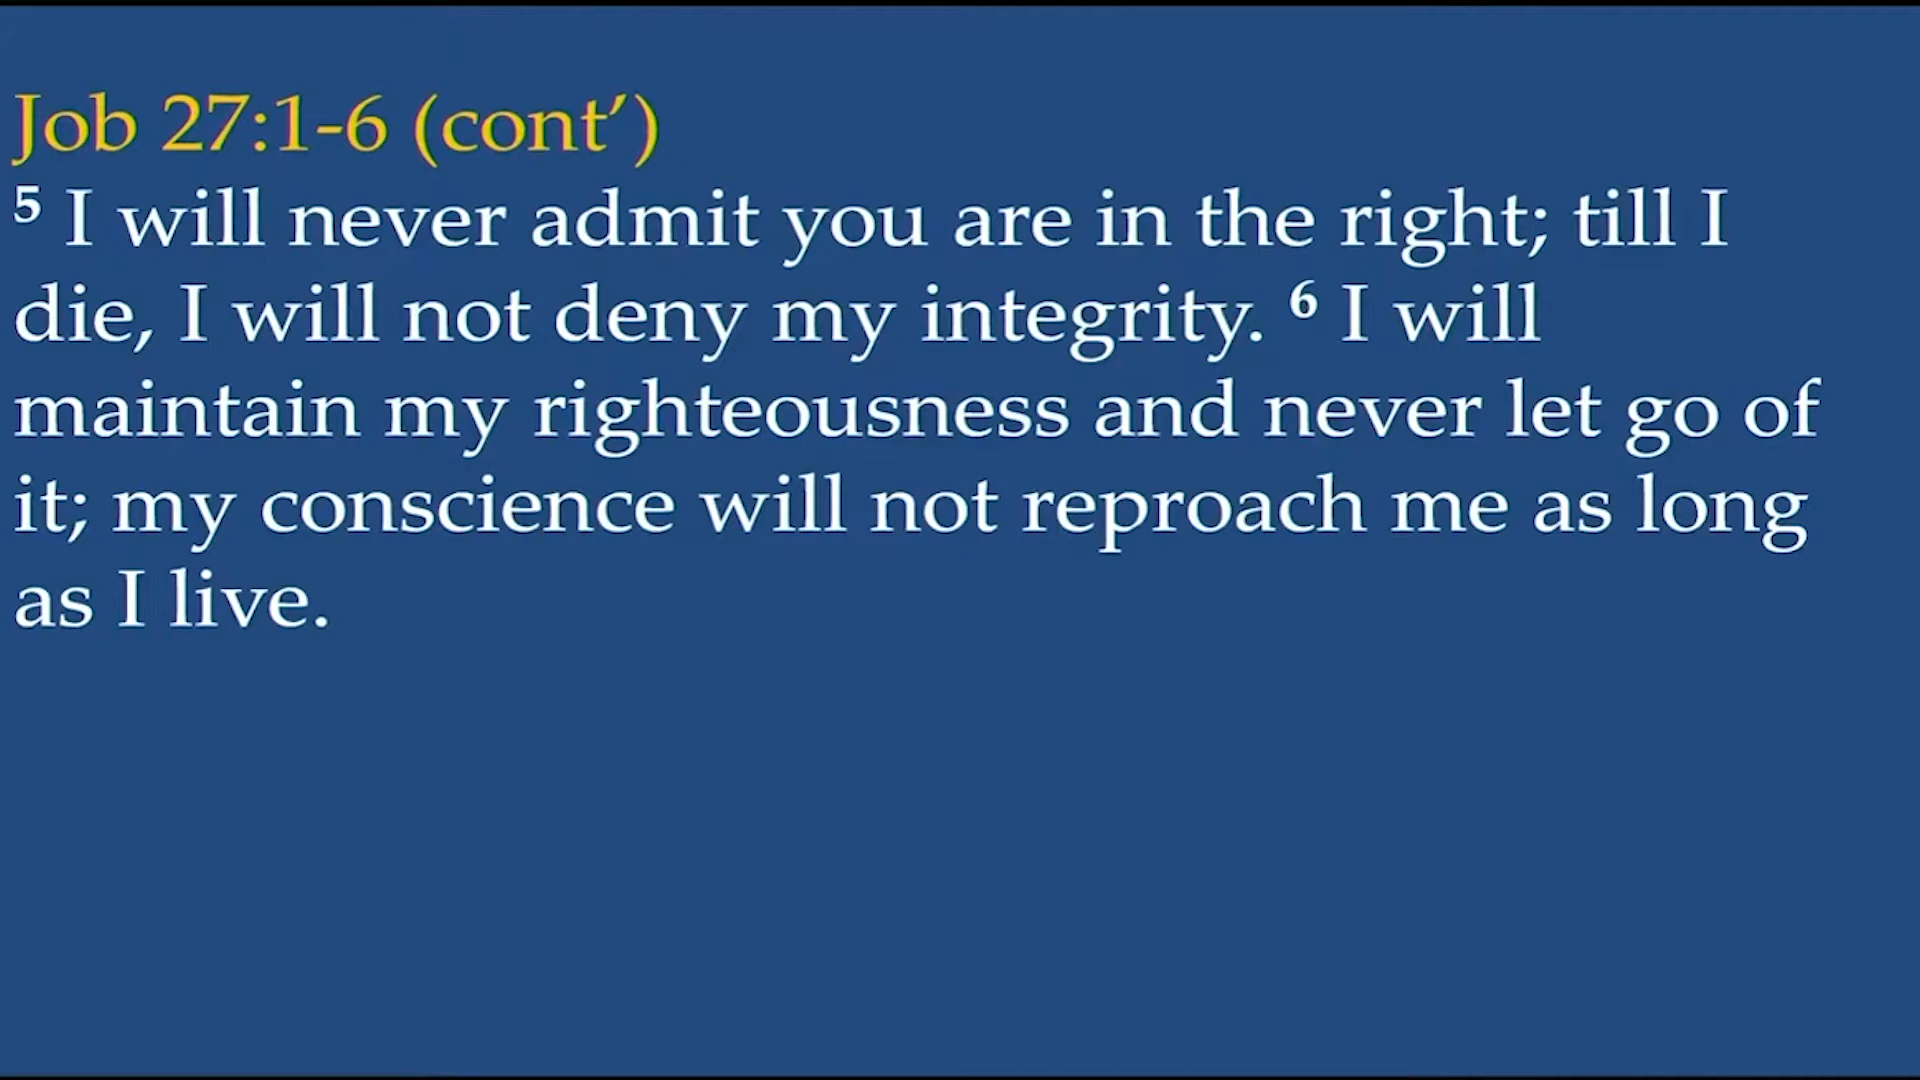 Job 27:1-6 (cont’)
⁵ I will never admit you are in the right; till I
die, I will not deny my integrity. ⁶ I will
maintain my righteousness and never let go of
it; my conscience will not reproach me as long
as I live.